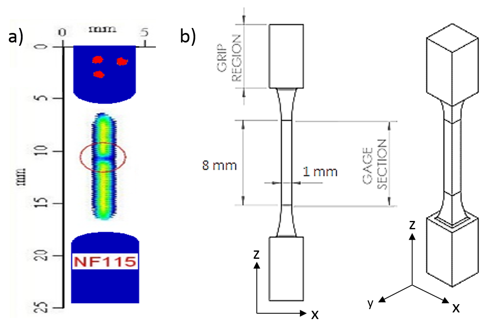 a)
mm
0
5
0
5
10
15
20
25
mm
NF115
b)
GRIP
REGION
8 mm
1 mm
GAGE
SECTION
z
x
z
y
x